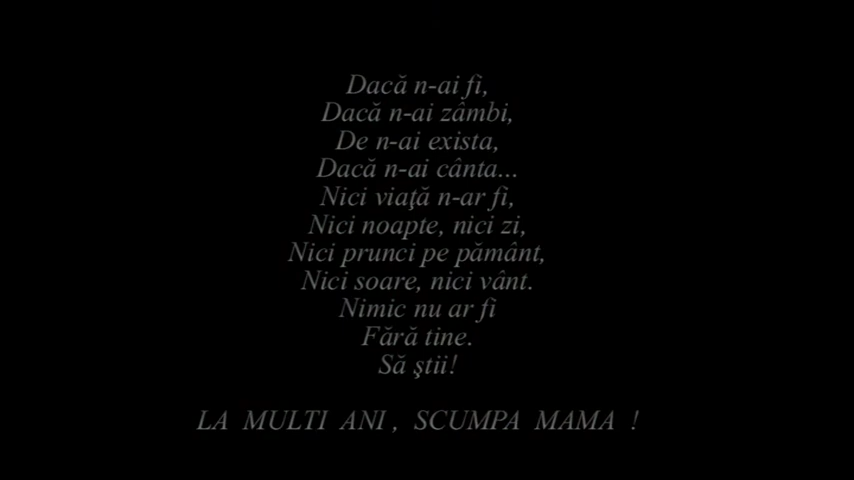 Dacă n-ai fi,
Dacă n-ai zâmbi,
De n-ai exista,
Dacă n-ai cânta...
Nici viaţă n-ar fi,
Nici noapte, nici zi,
Nici prunci pe pământ,
Nici soare, nici vânt.
Nimic nu ar fi
Fără tine.
Să ştii!
LA MULTI ANI , SCUMPA MAMA !